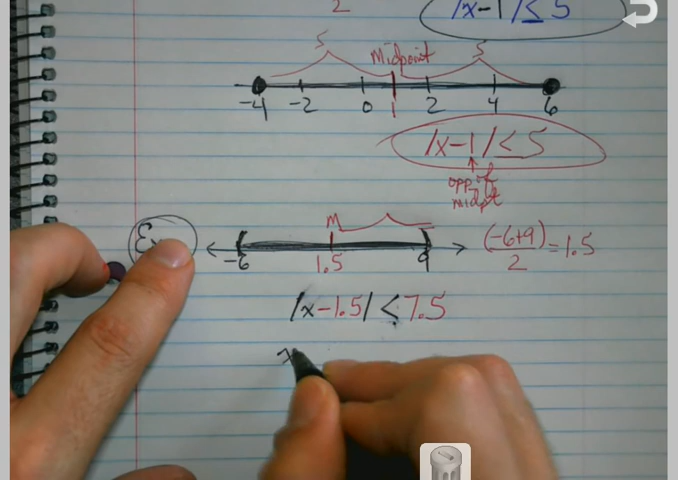 2
|x-1|≤5
5 Midpoint 5
-4 -2 0 1 2 4 6
|x-1|≤5
opp. of
midpt
M
-6 1.5 9 (-6+9)/2 = 1.5
|x-1.5|<7.5
x